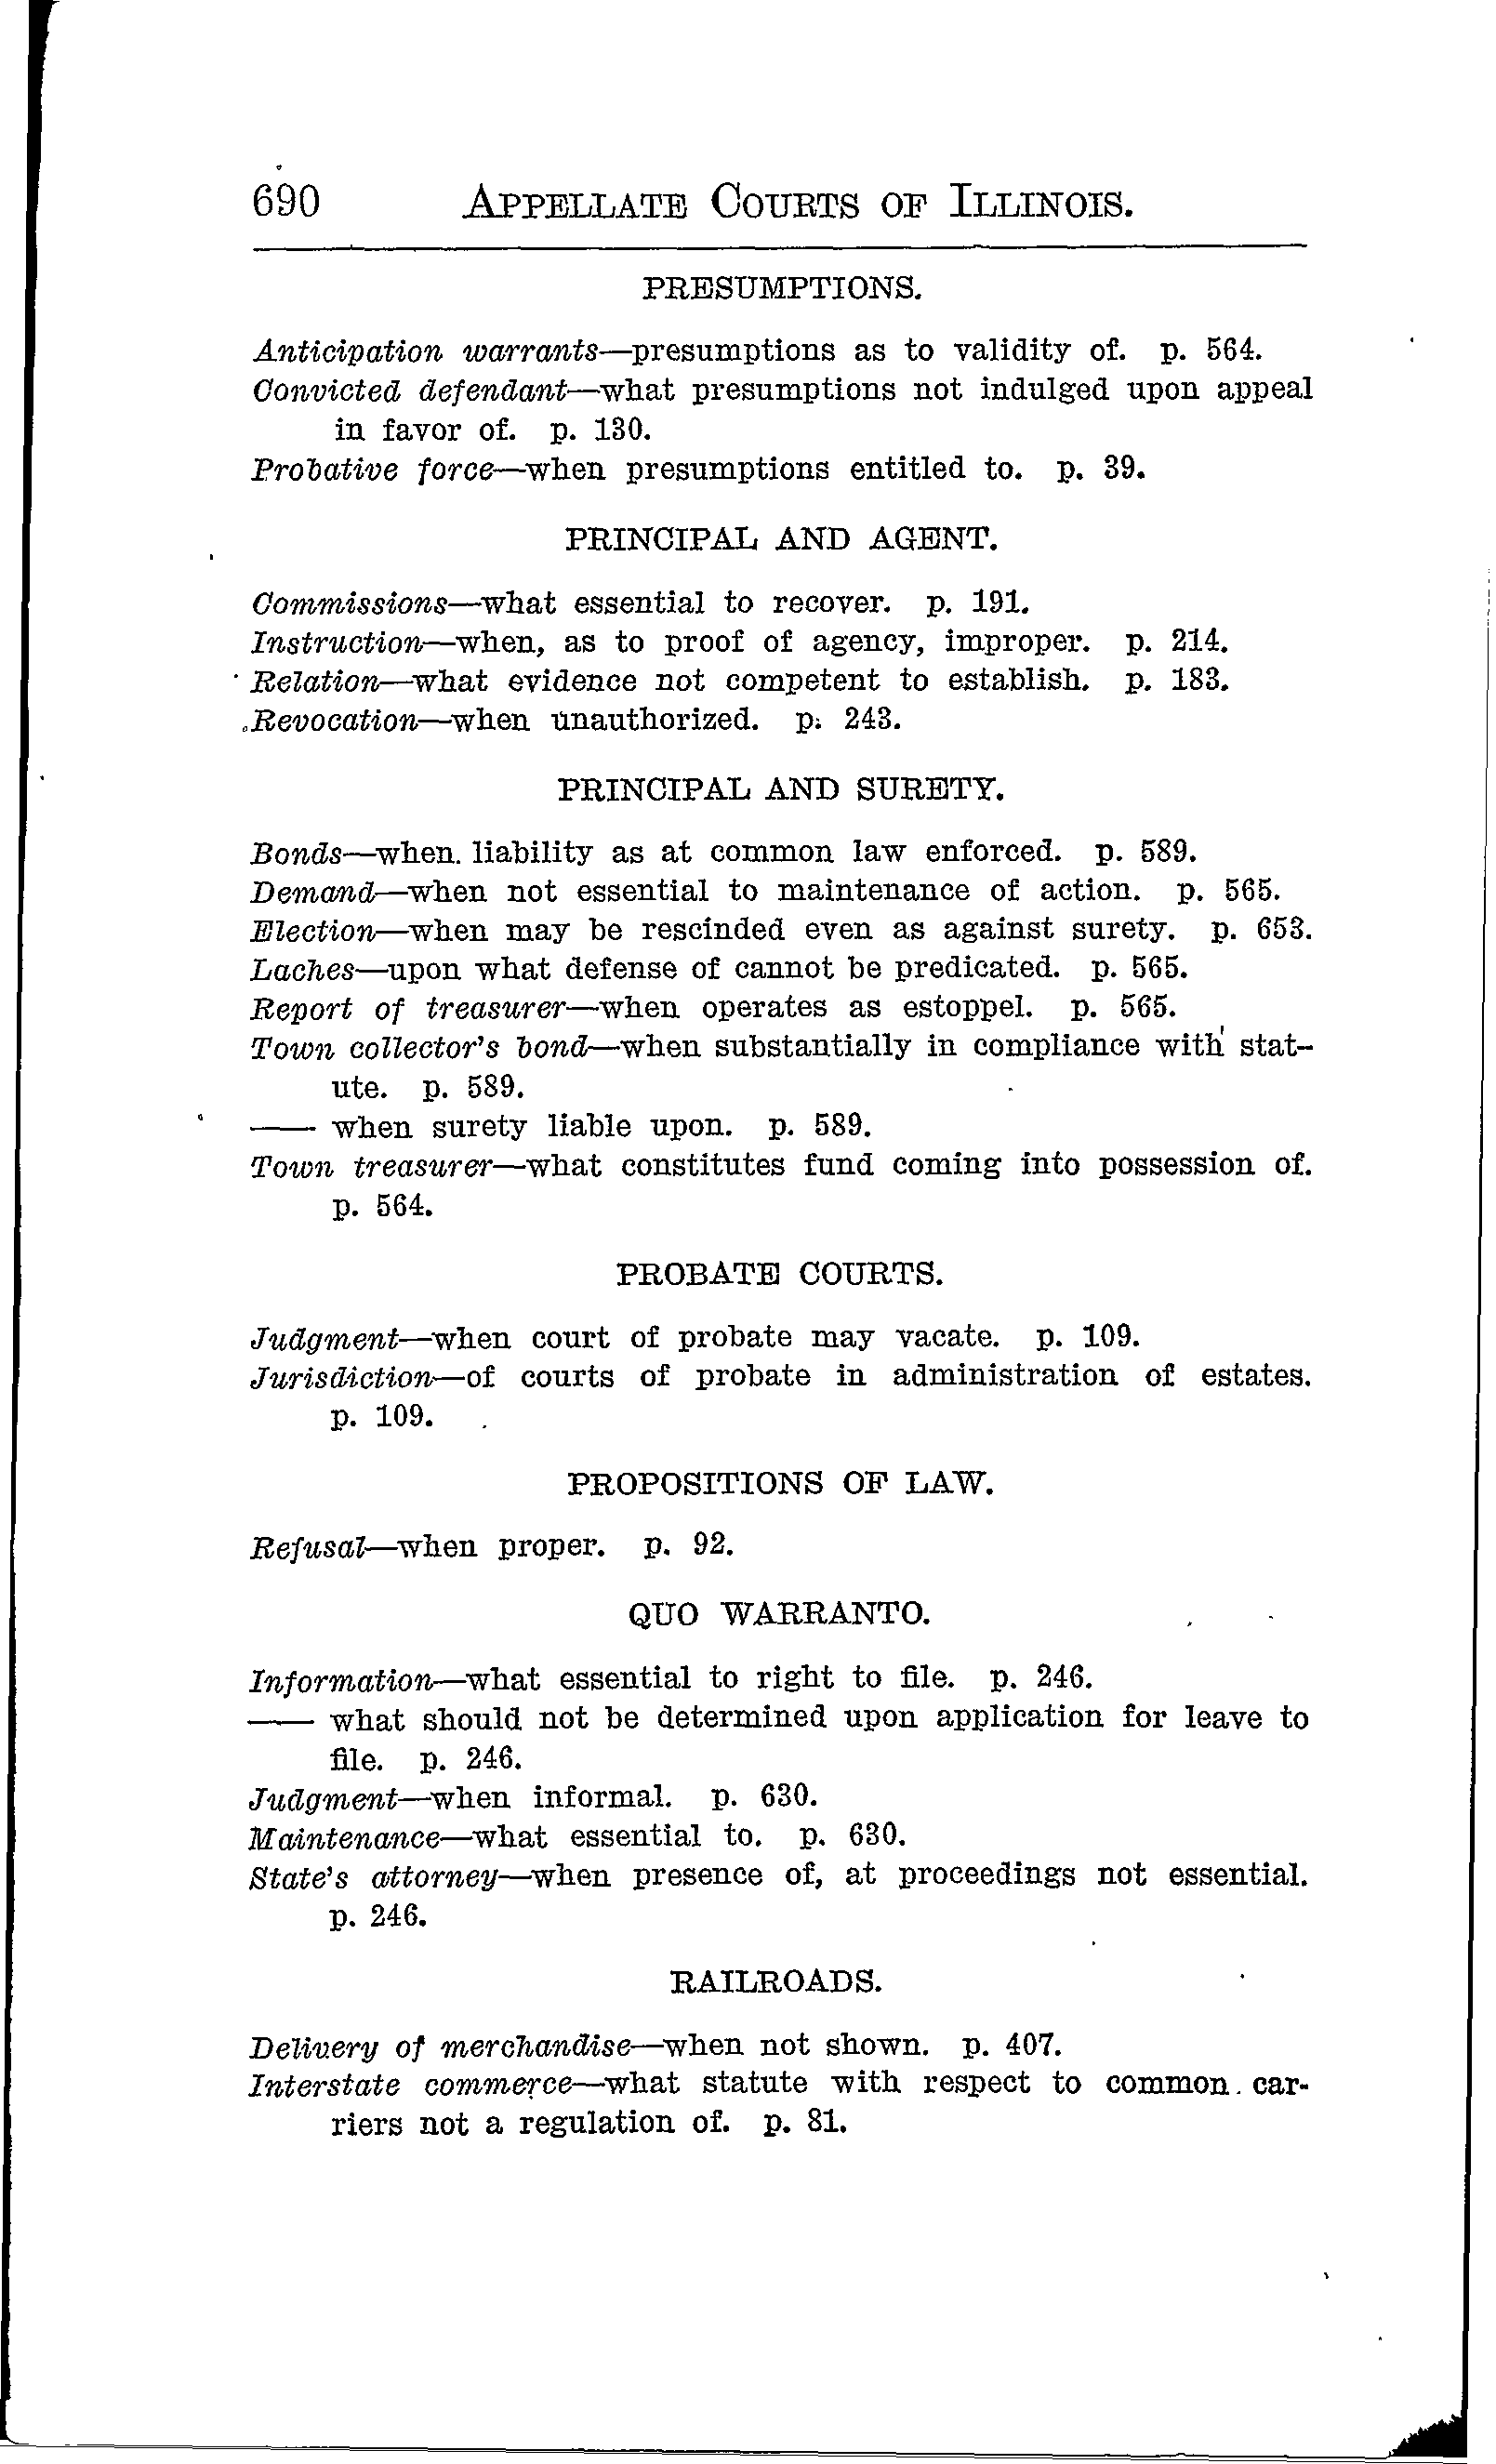 690 APPELLATE COURTS OF ILLINOIS.
PRESUMPTIONS.
Anticipation warrants—presumptions as to validity of. p. 564.
Convicted defendant—what presumptions not indulged upon appeal
in favor of. p. 130.
Probative force—when presumptions entitled to. p. 39.
PRINCIPAL AND AGENT.
Commissions—what essential to recover. p. 191.
Instruction—when, as to proof of agency, improper. p. 214.
Relation—what evidence not competent to establish. p. 183.
Revocation—when unauthorized. p. 243.
PRINCIPAL AND SURETY.
Bonds—when liability as at common law enforced. p. 589.
Demand—when not essential to maintenance of action. p. 565.
Election—when may be rescinded even as against surety. p. 653.
Laches—upon what defense of cannot be predicated. p. 565.
Report of treasurer—when operates as estoppel. p. 565.
Town collector's bond—when substantially in compliance with stat-
ute. p. 589.
—— when surety liable upon. p. 589.
Town treasurer—what constitutes fund coming into possession of.
p. 564.
PROBATE COURTS.
Judgment—when court of probate may vacate. p. 109.
Jurisdiction—of courts of probate in administration of estates.
p. 109.
PROPOSITIONS OF LAW.
Refusal—when proper. p. 92.
QUO WARRANTO.
Information—what essential to right to file. p. 246.
—— what should not be determined upon application for leave to
file. p. 246.
Judgment—when informal. p. 630.
Maintenance—what essential to. p. 630.
State's attorney—when presence of, at proceedings not essential.
p. 246.
RAILROADS.
Delivery of merchandise—when not shown. p. 407.
Interstate commerce—what statute with respect to common car-
riers not a regulation of. p. 81.